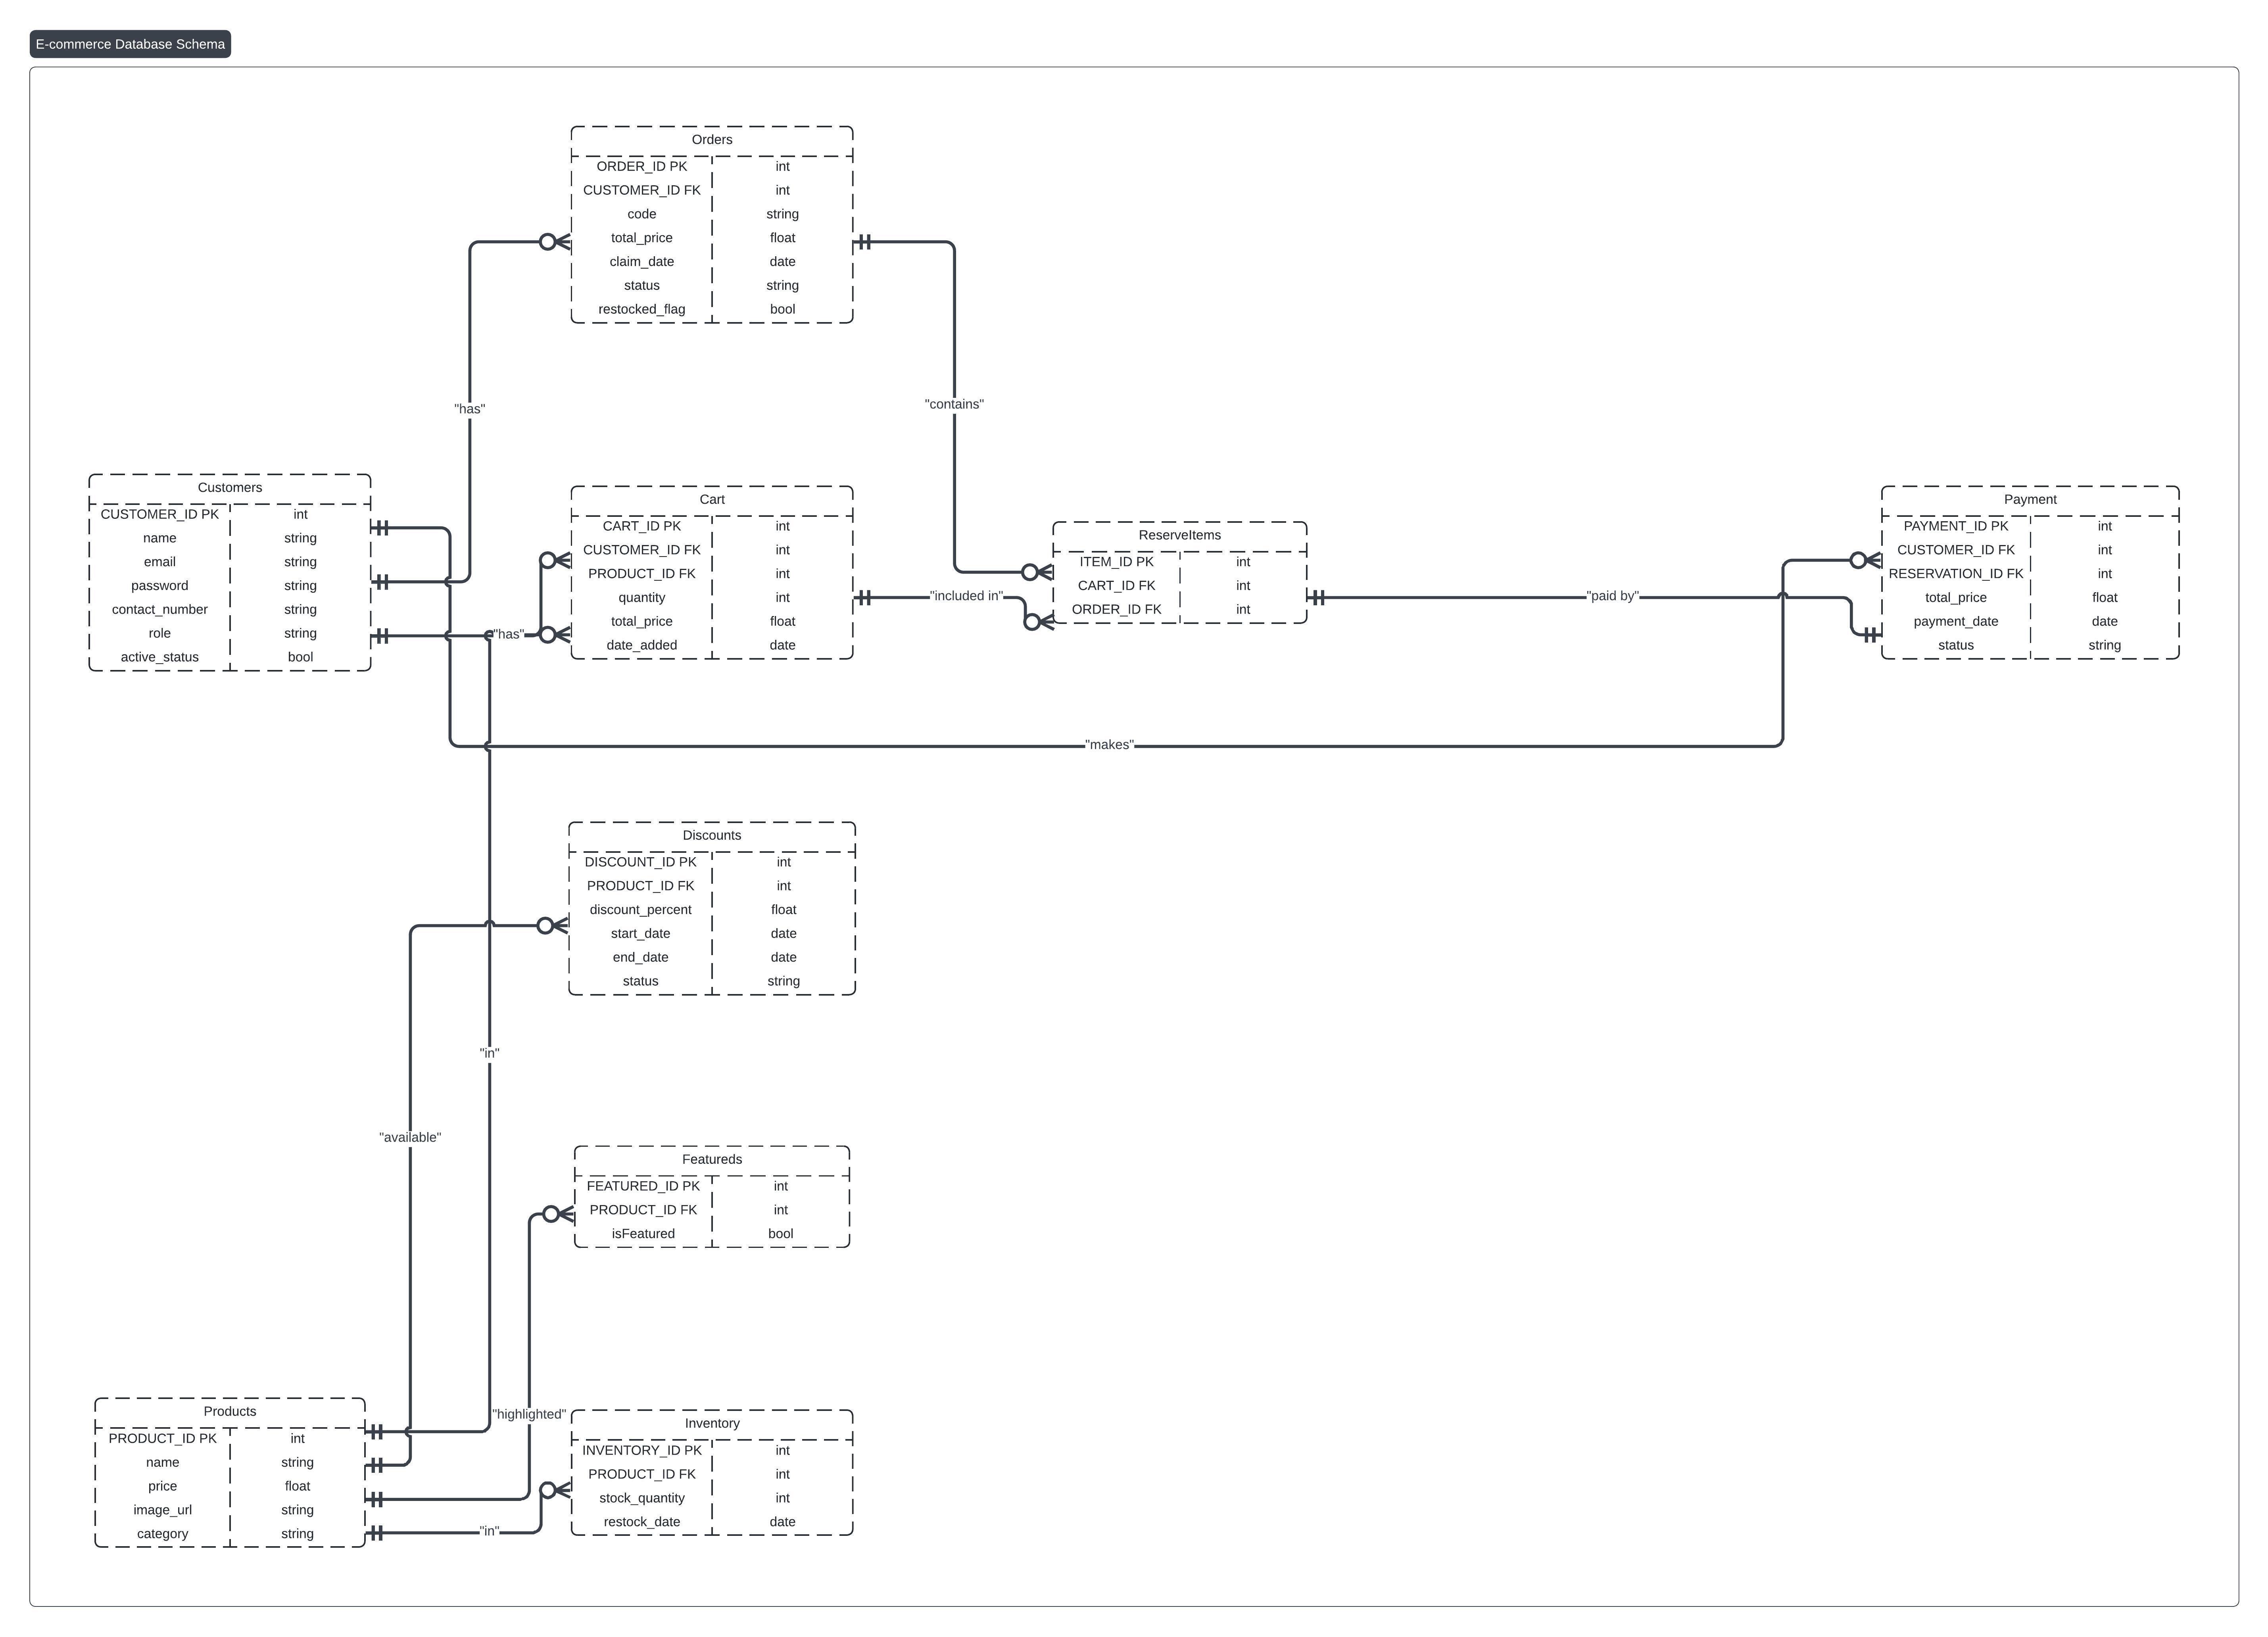 E-commerce Database Schema
Orders
ORDER_ID PK int
CUSTOMER_ID FK int
code string
total_price float
claim_date date
status string
restocked_flag bool
"has"
"contains"
Customers
CUSTOMER_ID PK int
name string
email string
password string
contact_number string
role string
active_status bool
"has"
Cart
CART_ID PK int
CUSTOMER_ID FK int
PRODUCT_ID FK int
quantity int
total_price float
date_added date
"included in"
ReserveItems
ITEM_ID PK int
CART_ID FK int
ORDER_ID FK int
"paid by"
Payment
PAYMENT_ID PK int
CUSTOMER_ID FK int
RESERVATION_ID FK int
total_price float
payment_date date
status string
"makes"
Discounts
DISCOUNT_ID PK int
PRODUCT_ID FK int
discount_percent float
start_date date
end_date date
status string
"in"
"available"
Featureds
FEATURED_ID PK int
PRODUCT_ID FK int
isFeatured bool
"highlighted"
Products
PRODUCT_ID PK int
name string
price float
image_url string
category string
"in"
Inventory
INVENTORY_ID PK int
PRODUCT_ID FK int
stock_quantity int
restock_date date